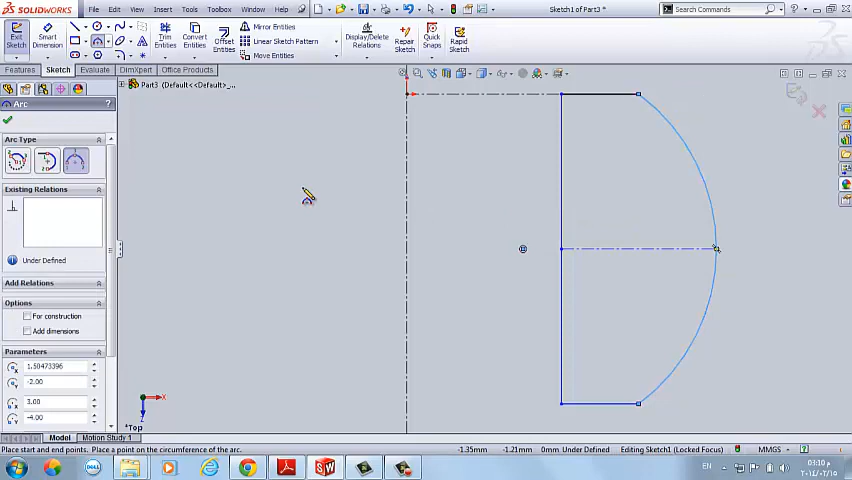 SOLIDWORKS
Sketch1 of Part3 *
Search Commands
File Edit View Insert Tools Window Help
Exit Sketch
Smart Dimension
Trim Entities
Convert Entities
Offset Entities
Mirror Entities
Linear Sketch Pattern
Move Entities
Display/Delete Relations
Repair Sketch
Quick Snaps
Rapid Sketch
Features Sketch Evaluate DimXpert Office Products
Part3 (Default<<Default>_...
Arc
?
Arc Type
Existing Relations
Under Defined
Add Relations
Options
For construction
Add dimensions
Parameters
1.50473396
-2.00
3.00
-4.00
X
Z
*Top
Model Motion Study 1
Place start and end points. Place a point on the circumference of the arc.
-1.35mm -1.21mm 0mm Under Defined Editing Sketch1 (Locked Focus) MMGS
EN
03:10 م